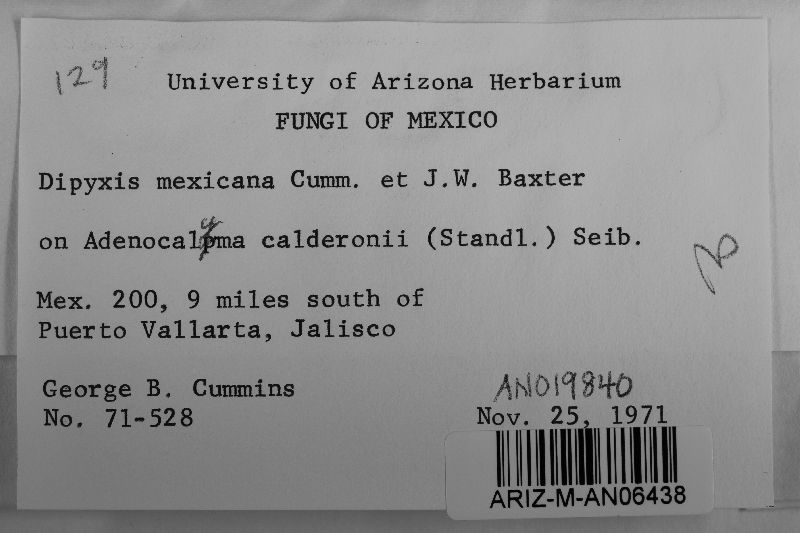 129
University of Arizona Herbarium
FUNGI OF MEXICO
Dipyxis mexicana Cumm. et J.W. Baxter
on Adenocalyma calderonii (Standl.) Seib.
Mex. 200, 9 miles south of
Puerto Vallarta, Jalisco
George B. Cummins
No. 71-528
AN019840
Nov. 25, 1971
ARIZ-M-AN06438